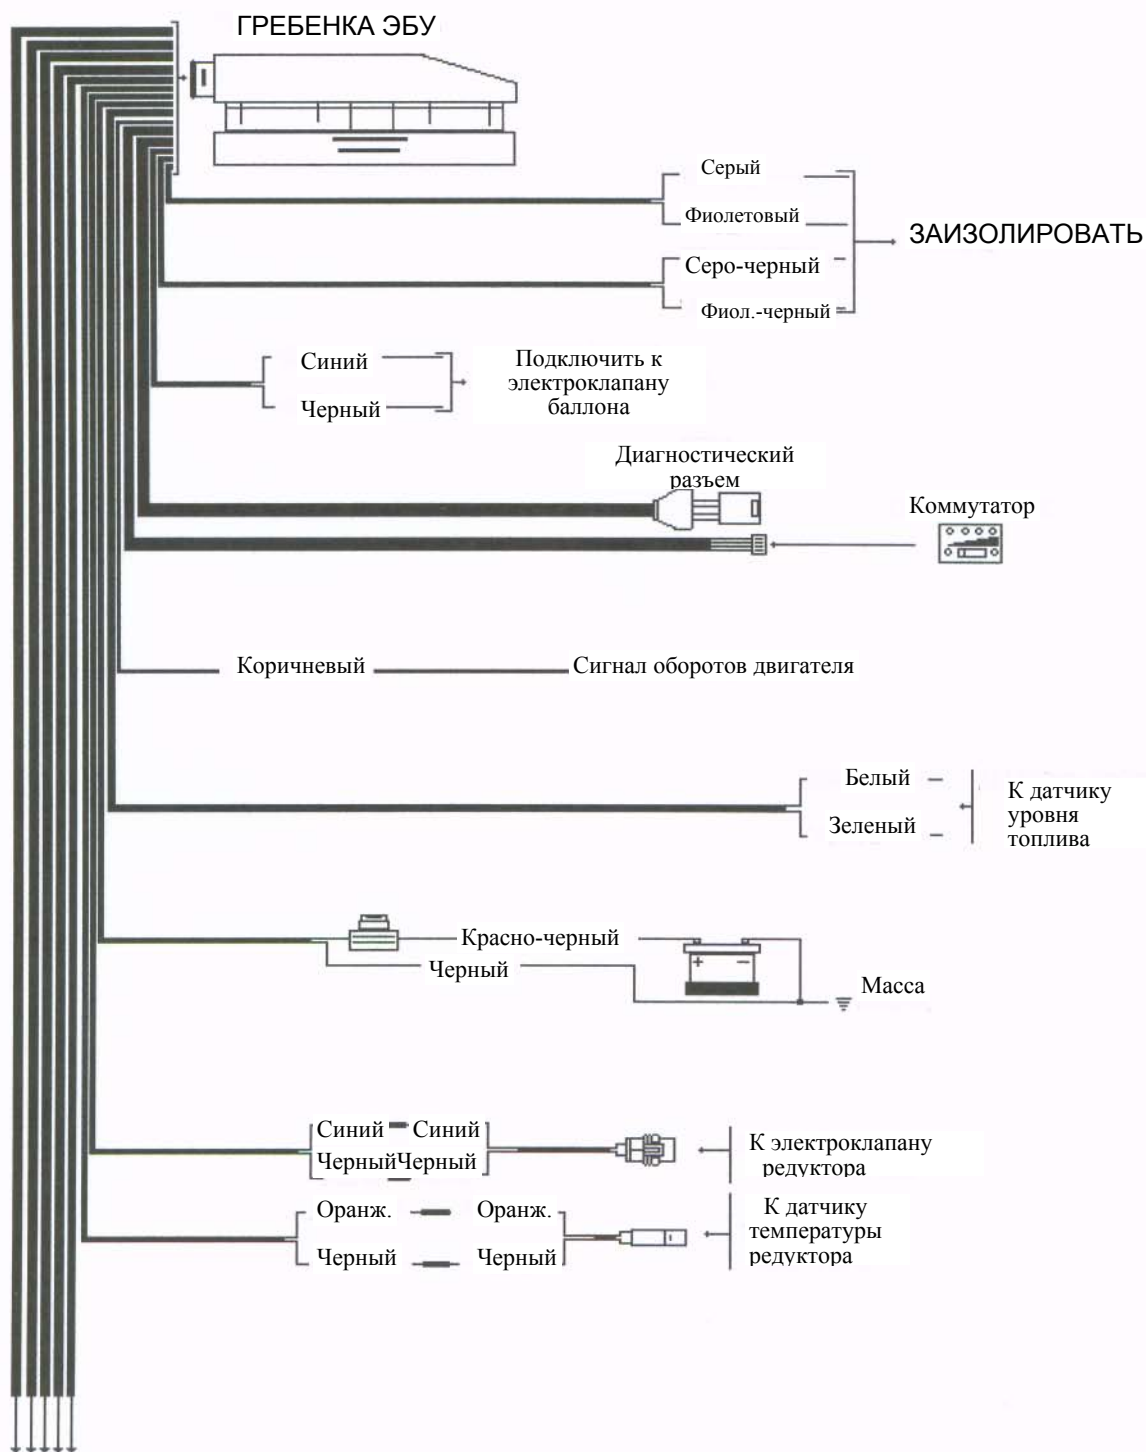 ГРЕБЕНКА ЭБУ
Серый
Фиолетовый
ЗАИЗОЛИРОВАТЬ
Серо-черный
Фиол.-черный
Синий
Черный
Подключить к
электроклапану
баллона
Диагностический
разъем
Коммутатор
Коричневый
Сигнал оборотов двигателя
Белый
Зеленый
К датчику
уровня
топлива
Красно-черный
Черный
+ −
Масса
Синий Синий
Черный Черный
К электроклапану
редуктора
Оранж. Оранж.
Черный Черный
К датчику
температуры
редуктора